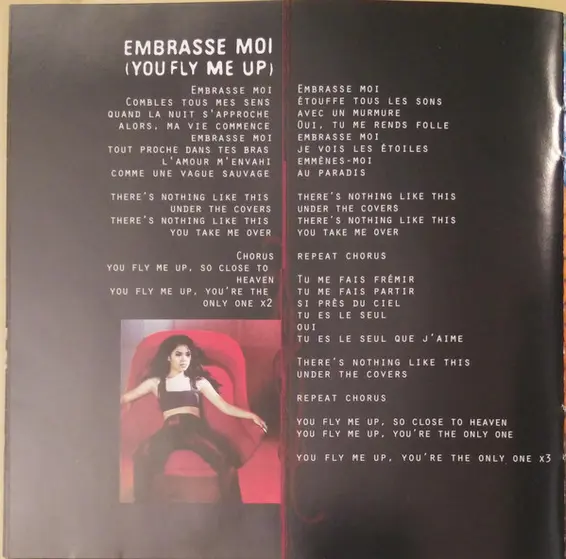 EMBRASSE MOI
(YOU FLY ME UP)
EMBRASSE MOI
COMBLES TOUS MES SENS
QUAND LA NUIT S'APPROCHE
ALORS, MA VIE COMMENCE
EMBRASSE MOI
TOUT PROCHE DANS TES BRAS
L'AMOUR M'ENVAHI
COMME UNE VAGUE SAUVAGE
THERE'S NOTHING LIKE THIS
UNDER THE COVERS
THERE'S NOTHING LIKE THIS
YOU TAKE ME OVER
CHORUS
YOU FLY ME UP, SO CLOSE TO
HEAVEN
YOU FLY ME UP, YOU'RE THE
ONLY ONE X2
EMBRASSE MOI
ÉTOUFFE TOUS LES SONS
AVEC UN MURMURE
OUI, TU ME RENDS FOLLE
EMBRASSE MOI
JE VOIS LES ÉTOILES
EMMÈNES-MOI
AU PARADIS
THERE'S NOTHING LIKE THIS
UNDER THE COVERS
THERE'S NOTHING LIKE THIS
YOU TAKE ME OVER
REPEAT CHORUS
TU ME FAIS FRÉMIR
TU ME FAIS PARTIR
SI PRÈS DU CIEL
TU ES LE SEUL
OUI
TU ES LE SEUL QUE J'AIME
THERE'S NOTHING LIKE THIS
UNDER THE COVERS
REPEAT CHORUS
YOU FLY ME UP, SO CLOSE TO HEAVEN
YOU FLY ME UP, YOU'RE THE ONLY ONE
YOU FLY ME UP, YOU'RE THE ONLY ONE X3